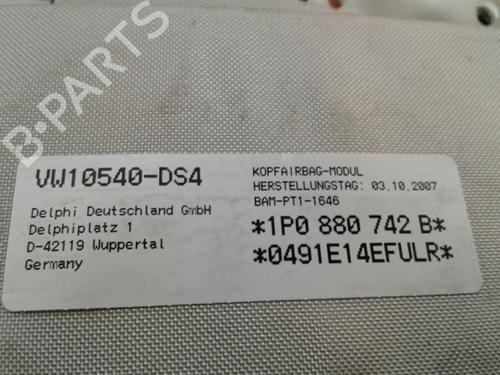 B-PARTS
VW10540-DS4
Delphi Deutschland GmbH
Delphiplatz 1
D-42119 Wuppertal
Germany
KOPFAIRBAG-MODUL
HERSTELLUNGSTAG: 03.10.2007
BAM-PT1-1646
*1P0 880 742 B*
*0491E14EFULR*